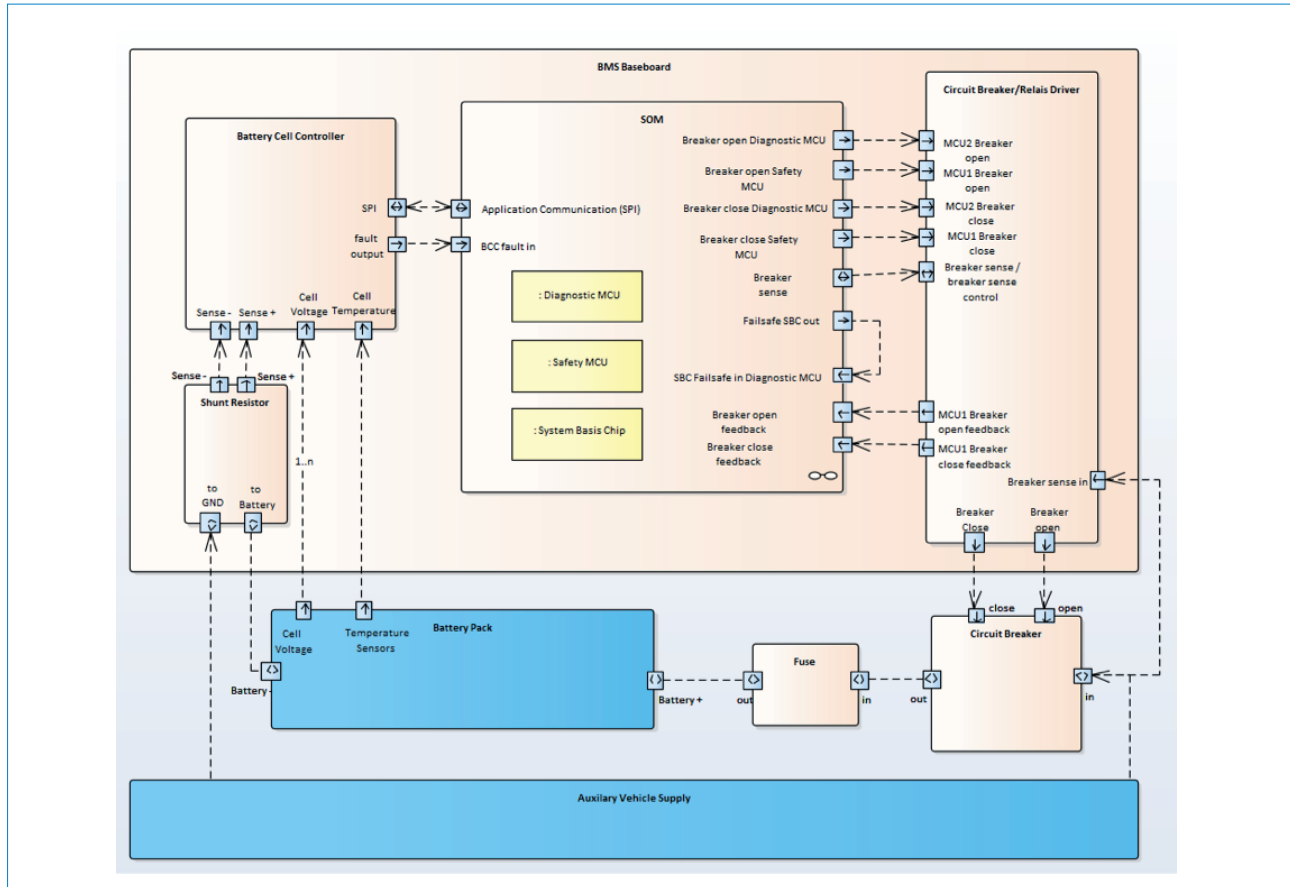 BMS Baseboard
Circuit Breaker/Relais Driver
SOM
Battery Cell Controller
Breaker open Diagnostic MCU
MCU2 Breaker
open
Breaker open Safety
MCU
MCU1 Breaker
open
SPI
Application Communication (SPI)
Breaker close Diagnostic MCU
MCU2 Breaker
close
fault
output
BCC fault in
Breaker close Safety
MCU
MCU1 Breaker
close
Breaker
sense
Breaker sense /
breaker sense
control
: Diagnostic MCU
Sense -
Sense +
Cell
Voltage
Cell
Temperature
Failsafe SBC out
: Safety MCU
SBC Failsafe in Diagnostic MCU
Sense -
Sense +
Shunt Resistor
: System Basis Chip
Breaker open
feedback
MCU1 Breaker
open feedback
Breaker close
feedback
MCU1 Breaker
close feedback
1..n
to
GND
to
Battery
Breaker sense in
Breaker
Close
Breaker
open
close
open
Circuit Breaker
Battery Pack
Cell
Voltage
Temperature
Sensors
Fuse
Battery -
Battery +
out
in
out
in
Auxilary Vehicle Supply